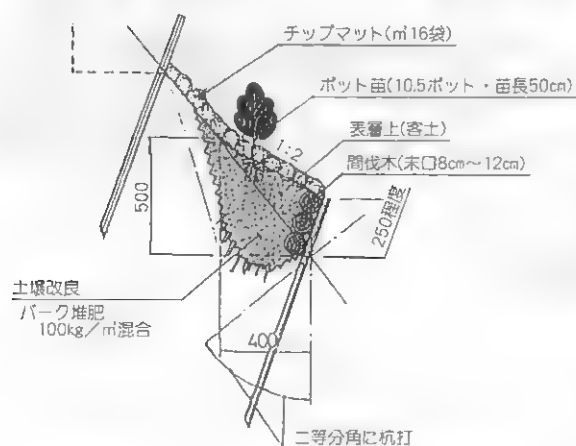 チップマット(㎡16袋)
ポット苗(10.5ポット・苗長50㎝)
1:2
表層土(客土)
間伐木(末口8㎝〜12㎝)
500
250程度
土壌改良
バーク堆肥
100kg/㎥混合
400
二等分角に杭打